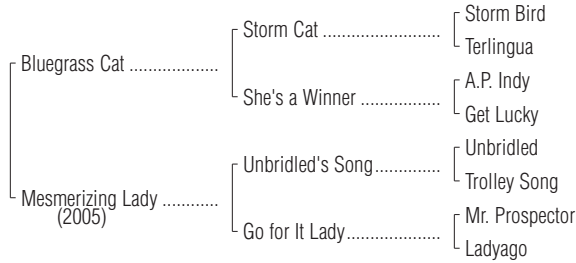 Storm Bird
Storm Cat ..........................
Terlingua
Bluegrass Cat ....................
A.P. Indy
She's a Winner ..................
Get Lucky
Unbridled
Unbridled's Song...............
Trolley Song
Mesmerizing Lady ............
(2005)
Mr. Prospector
Go for It Lady.....................
Ladyago